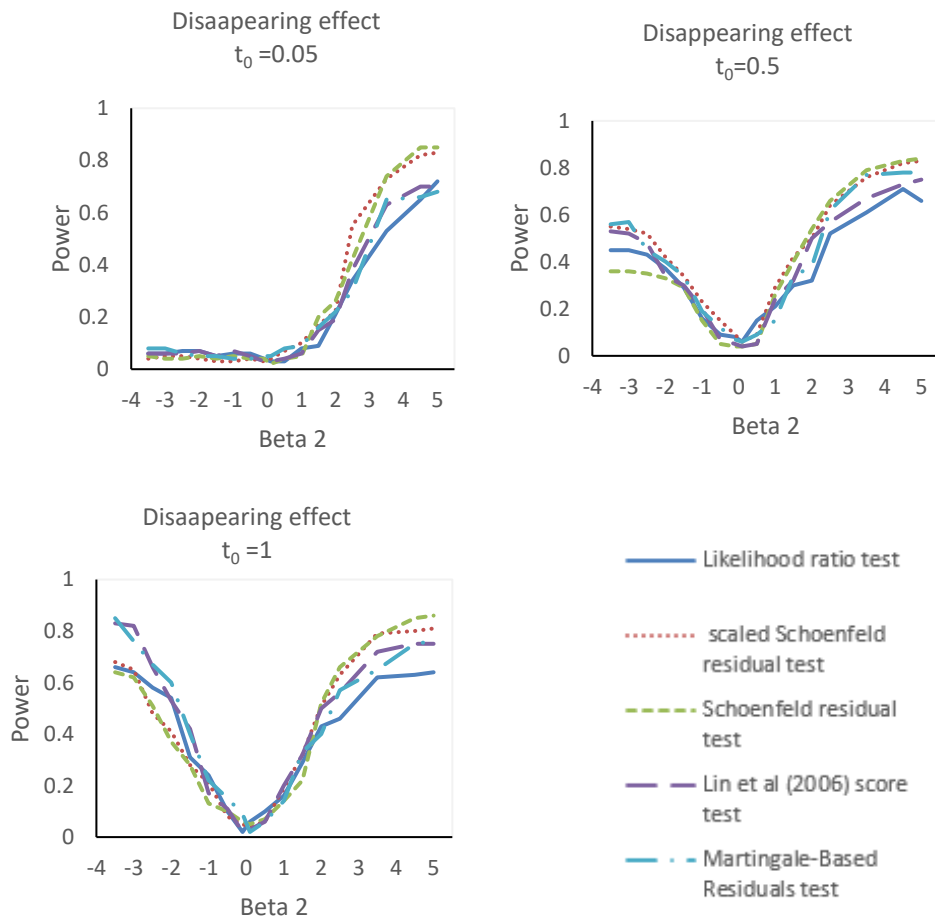 Disaapearing effect
t₀ =0.05
1
0.8
0.6
0.4
0.2
0
Power
-4 -3 -2 -1 0 1 2 3 4 5
Beta 2
Disappearing effect
t₀=0.5
1
0.8
0.6
0.4
0.2
0
Power
-4 -3 -2 -1 0 1 2 3 4 5
Beta 2
Disaapearing effect
t₀ =1
1
0.8
0.6
0.4
0.2
0
Power
-4 -3 -2 -1 0 1 2 3 4 5
Beta 2
Likelihood ratio test
scaled Schoenfeld
residual test
Schoenfeld residual
test
Lin et al (2006) score
test
Martingale-Based
Residuals test